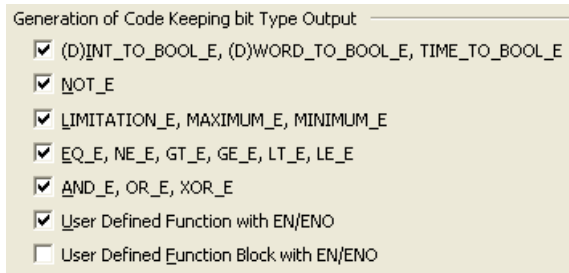 Generation of Code Keeping bit Type Output
(D)INT_TO_BOOL_E, (D)WORD_TO_BOOL_E, TIME_TO_BOOL_E
NOT_E
LIMITATION_E, MAXIMUM_E, MINIMUM_E
EQ_E, NE_E, GT_E, GE_E, LT_E, LE_E
AND_E, OR_E, XOR_E
User Defined Function with EN/ENO
User Defined Function Block with EN/ENO